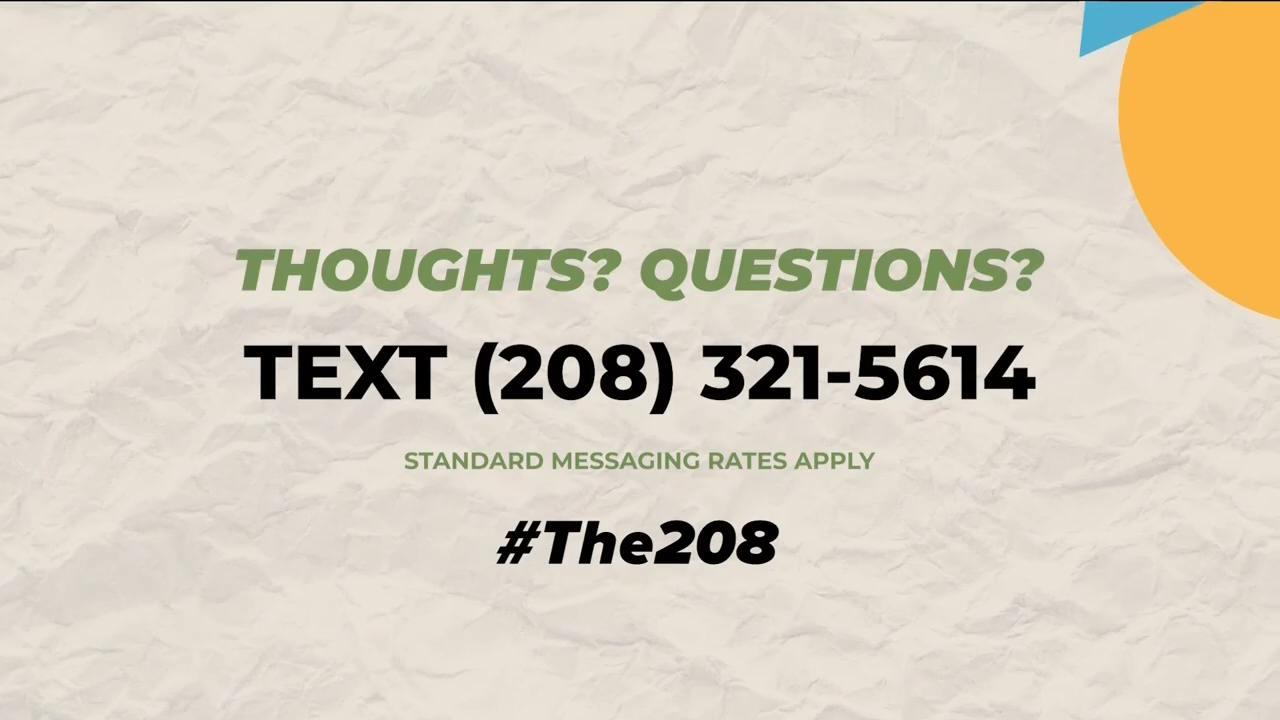 THOUGHTS? QUESTIONS?
TEXT (208) 321-5614
STANDARD MESSAGING RATES APPLY
#The208